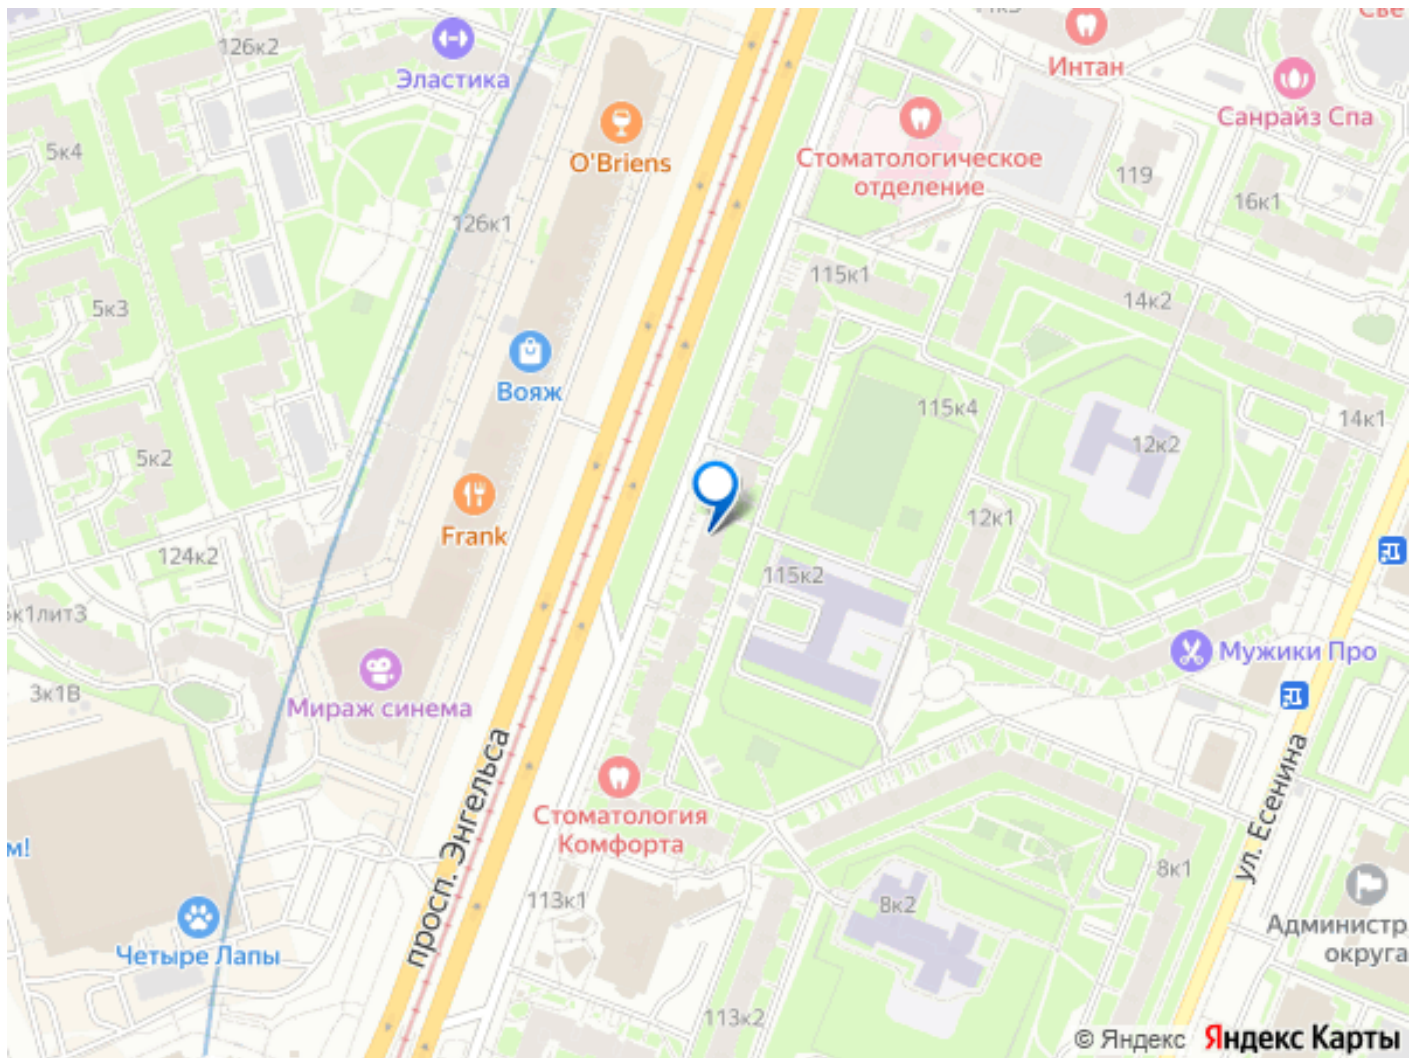 14к3
Све
126к2
Эластика
Интан
Санрайз Спа
O'Briens
Стоматологическое
отделение
5к4
119
16к1
126к1
115к1
14к2
5к3
Вояж
115к4
14к1
12к2
5к2
Frank
12к1
124к2
115к2
к1лит3
Мужики Про
3к1В
Мираж синема
просп. Энгельса
ул. Есенина
Стоматология
Комфорта
м!
8к1
113к1
8к2
Администр
округа
Четыре Лапы
113к2
© Яндекс Яндекс Карты